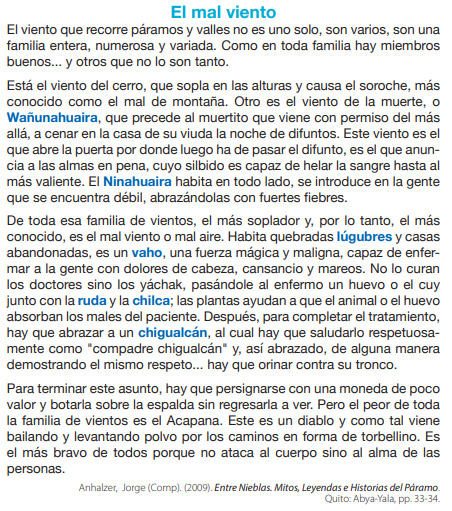 El mal viento
El viento que recorre páramos y valles no es uno solo, son varios, son una
familia entera, numerosa y variada. Como en toda familia hay miembros
buenos... y otros que no lo son tanto.
Está el viento del cerro, que sopla en las alturas y causa el soroche, más
conocido como el mal de montaña. Otro es el viento de la muerte, o
Wañunahuaira, que precede al muertito que viene con permiso del más
allá, a cenar en la casa de su viuda la noche de difuntos. Este viento es el
que abre la puerta por donde luego ha de pasar el difunto, es el que anun-
cia a las almas en pena, cuyo silbido es capaz de helar la sangre hasta al
más valiente. El Ninahuaira habita en todo lado, se introduce en la gente
que se encuentra débil, abrazándolas con fuertes fiebres.
De toda esa familia de vientos, el más soplador y, por lo tanto, el más
conocido, es el mal viento o mal aire. Habita quebradas lúgubres y casas
abandonadas, es un vaho, una fuerza mágica y maligna, capaz de enfer-
mar a la gente con dolores de cabeza, cansancio y mareos. No lo curan
los doctores sino los yáchak, pasándole al enfermo un huevo o el cuy
junto con la ruda y la chilca; las plantas ayudan a que el animal o el huevo
absorban los males del paciente. Después, para completar el tratamiento,
hay que abrazar a un chigualcán, al cual hay que saludarlo respetuosa-
mente como "compadre chigualcán" y, así abrazado, de alguna manera
demostrando el mismo respeto... hay que orinar contra su tronco.
Para terminar este asunto, hay que persignarse con una moneda de poco
valor y botarla sobre la espalda sin regresarla a ver. Pero el peor de toda
la familia de vientos es el Acapana. Este es un diablo y como tal viene
bailando y levantando polvo por los caminos en forma de torbellino. Es
el más bravo de todos porque no ataca al cuerpo sino al alma de las
personas.
Anhalzer, Jorge (Comp). (2009). Entre Nieblas. Mitos, Leyendas e Historias del Páramo.
Quito: Abya-Yala, pp. 33-34.